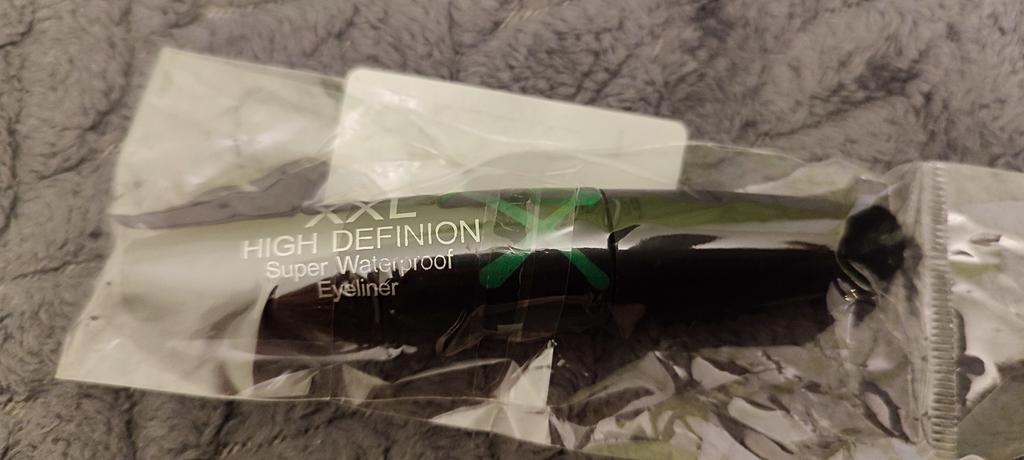 XXL
HIGH DEFINION
Super Waterproof
Eyeliner